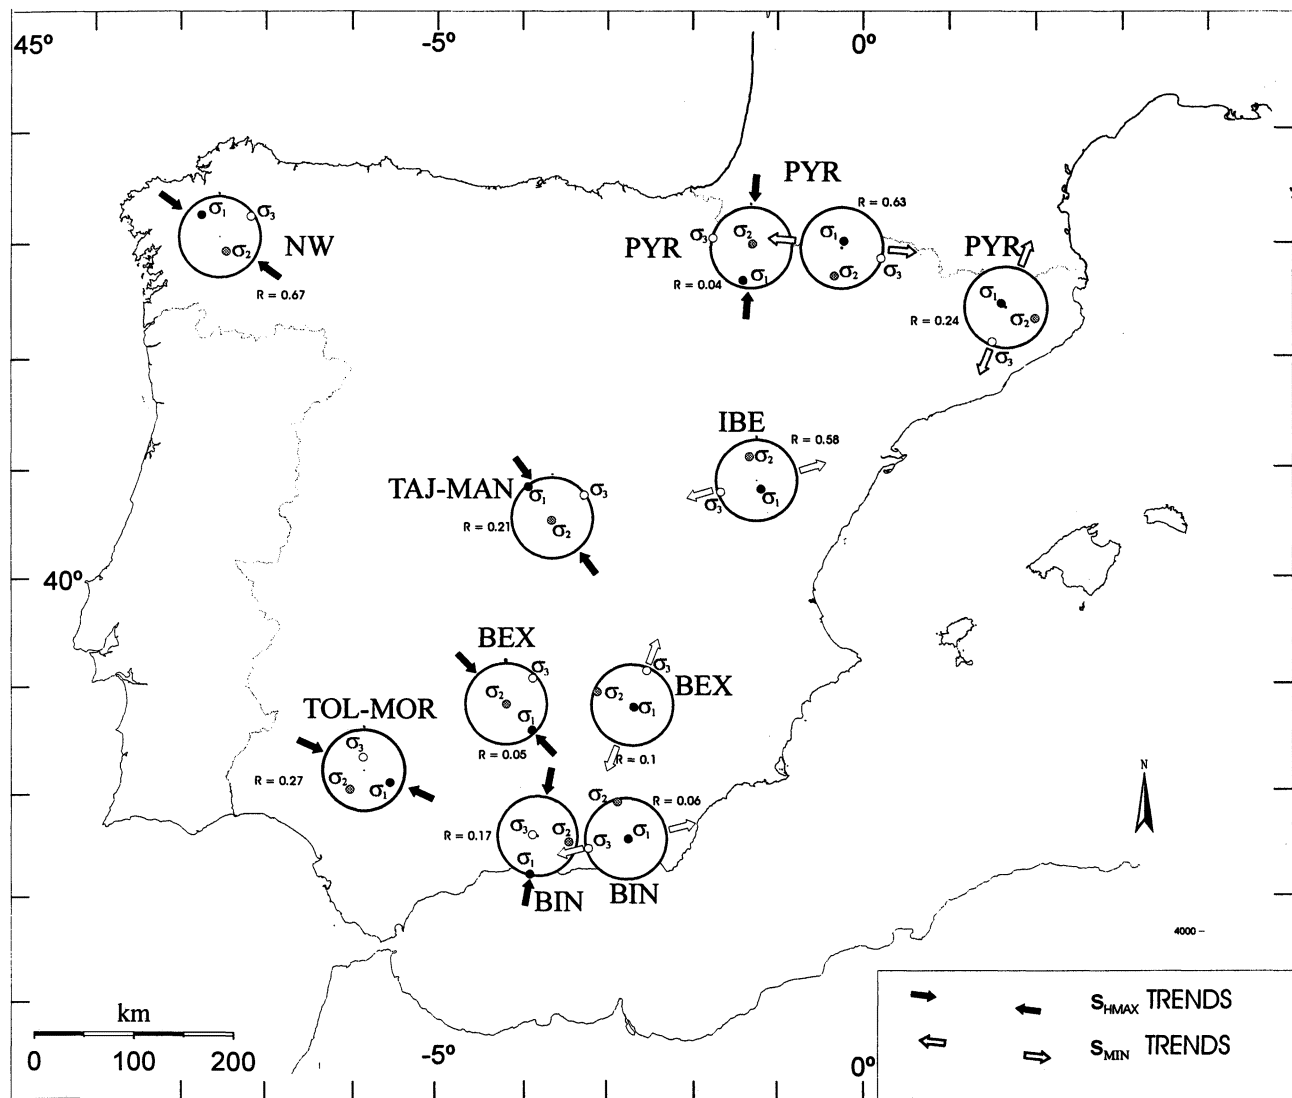 45º
-5º
0º
PYR
σ1
σ3
σ2
NW
R = 0.67
R = 0.63
PYR
σ3
σ2
σ1
R = 0.04
σ1
σ2
σ3
PYR
σ1
σ2
R = 0.24
σ3
IBE
R = 0.58
σ2
σ3
σ1
TAJ-MAN
σ1
σ3
R = 0.21
σ2
40º
BEX
σ3
σ2
σ1
R = 0.05
σ3
σ2
BEX
σ1
R = 0.1
TOL-MOR
σ3
R = 0.27
σ2
σ1
R = 0.17
σ3
σ2
σ1
BIN
σ2
R = 0.06
σ1
σ3
BIN
N
4000 –
km
0 100 200
-5º
0º
SHMAX TRENDS
SMIN TRENDS